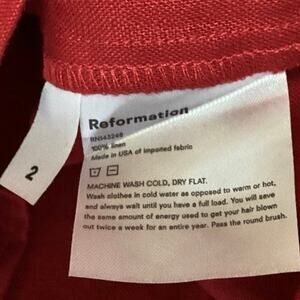 Reformation
RN143249
100% linen
Made in USA of imported fabric
MACHINE WASH COLD, DRY FLAT.
Wash clothes in cold water as opposed to warm or hot,
and always wait until you have a full load. You will save
the same amount of energy used to get your hair blown
out twice a week for an entire year. Pass the round brush.
2